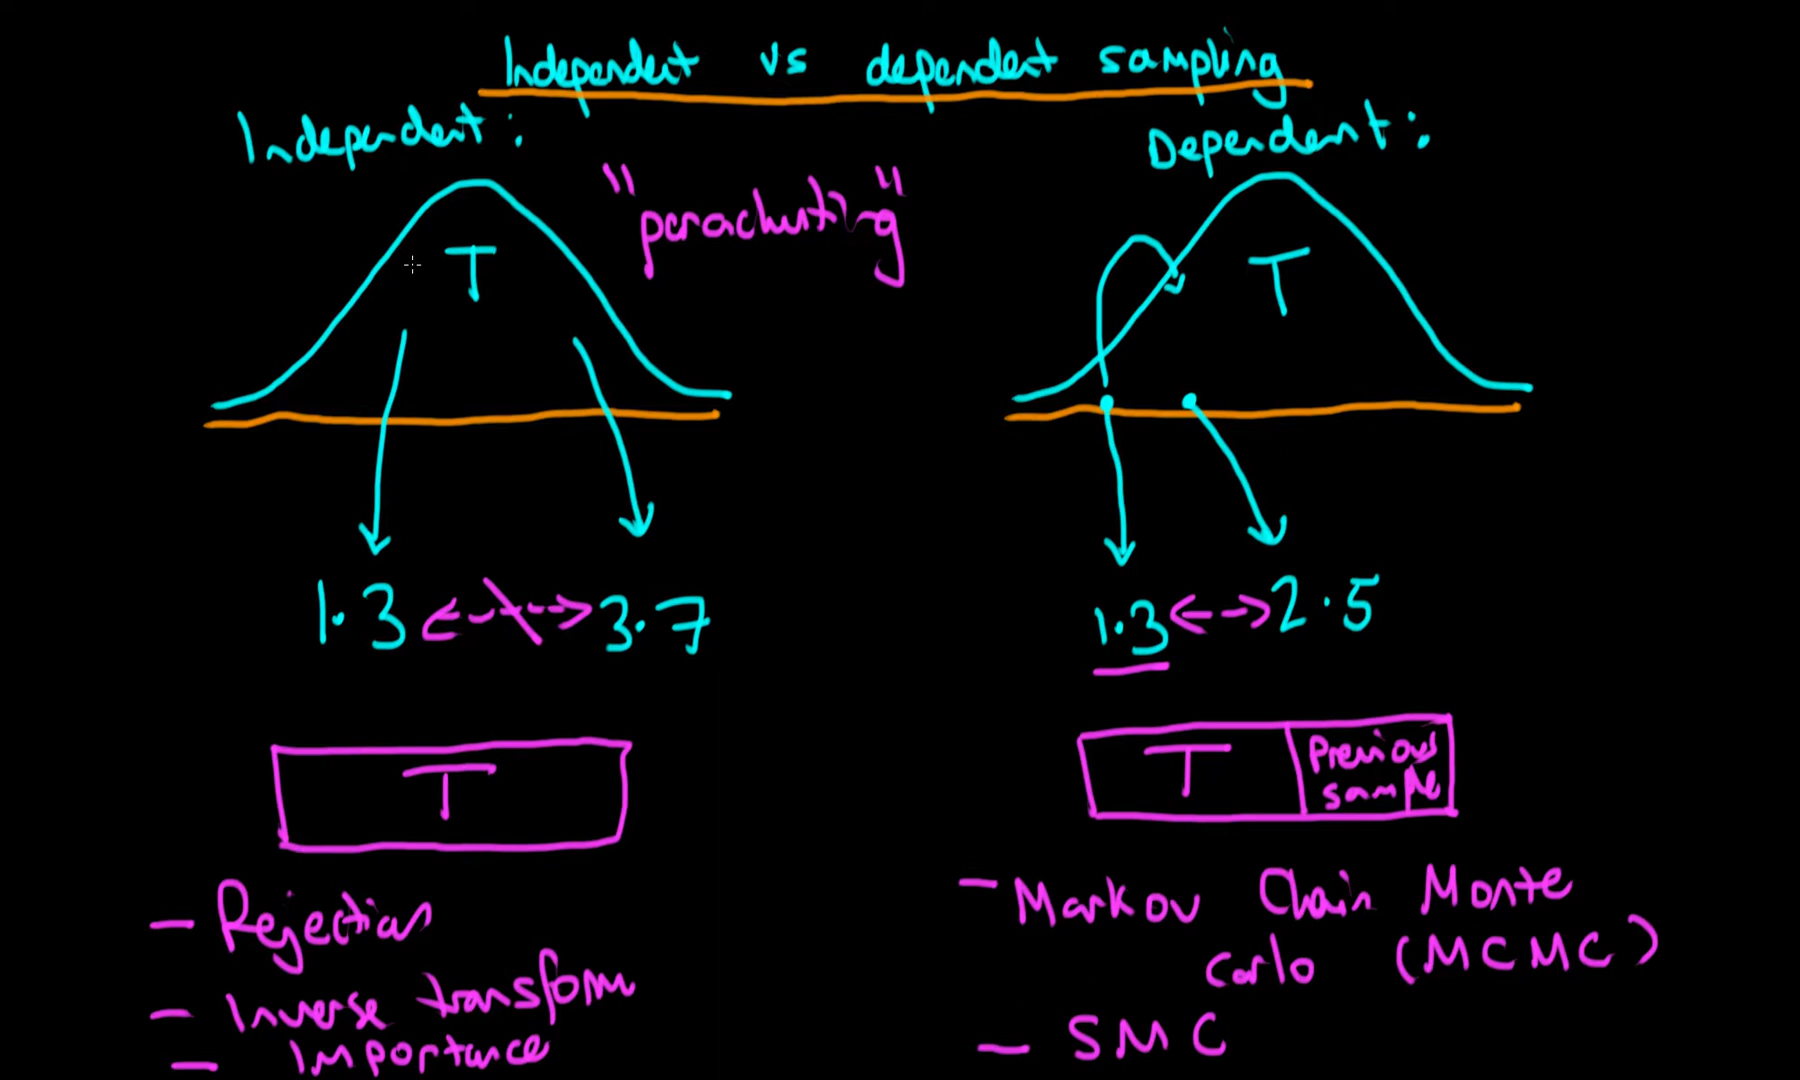 Independent vs dependent sampling
Independent:
Dependent:
"parachuting"
T
T
1.3
3.7
1.3
2.5
T
T
Previous
sample
- Rejection
- Inverse transform
- Importance
- Markov Chain Monte
Carlo (MCMC)
- SMC